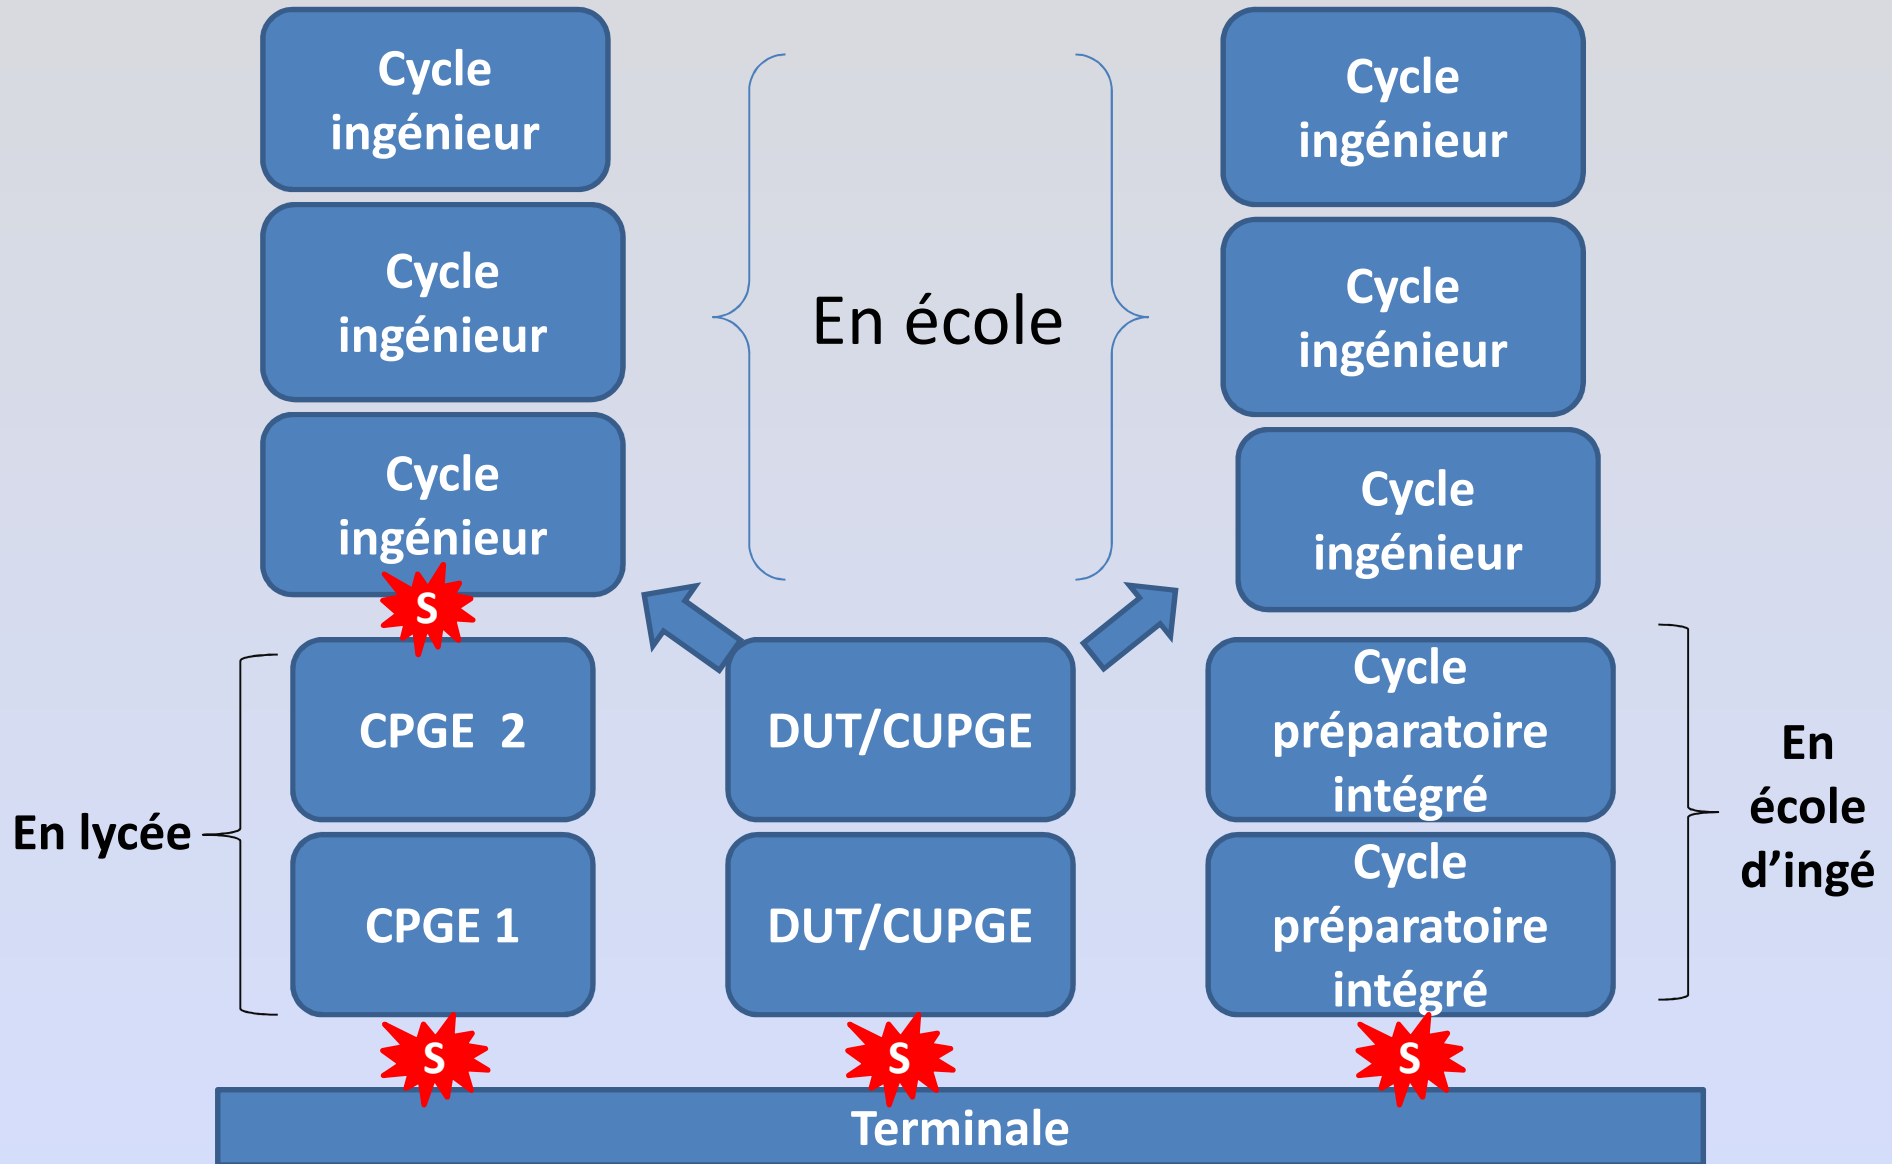 Cycle
ingénieur
Cycle
ingénieur
Cycle
ingénieur
Cycle
ingénieur
En école
Cycle
ingénieur
Cycle
ingénieur
S
CPGE  2
DUT/CUPGE
Cycle
préparatoire
intégré
En lycée
En
école
d’ingé
CPGE 1
DUT/CUPGE
Cycle
préparatoire
intégré
S
S
S
Terminale